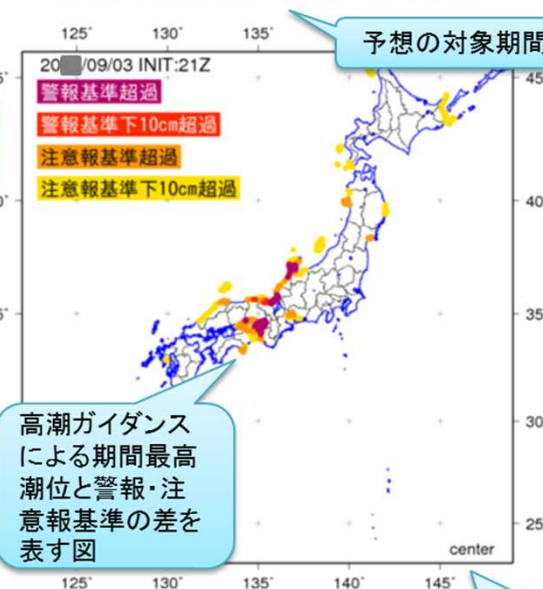 125° 130° 135°
予想の対象期間
20 /09/03 INIT:21Z
警報基準超過
警報基準下10cm超過
注意報基準超過
注意報基準下10cm超過
45
40
35
30
25
高潮ガイダンス
による期間最高
潮位と警報・注
意報基準の差を
表す図
center
125° 130° 135° 140° 145°